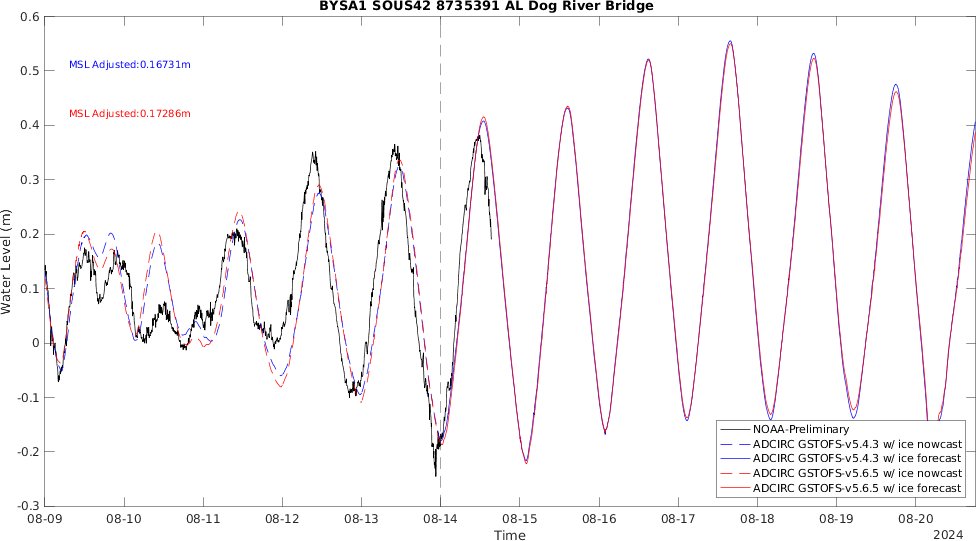 BYSA1 SOUS42 8735391 AL Dog River Bridge
0.6
0.5
0.4
0.3
0.2
0.1
0
-0.1
-0.2
-0.3
Water Level (m)
MSL Adjusted:0.16731m
MSL Adjusted:0.17286m
NOAA-Preliminary
ADCIRC GSTOFS-v5.4.3 w/ ice nowcast
ADCIRC GSTOFS-v5.4.3 w/ ice forecast
ADCIRC GSTOFS-v5.6.5 w/ ice nowcast
ADCIRC GSTOFS-v5.6.5 w/ ice forecast
08-09 08-10 08-11 08-12 08-13 08-14 08-15 08-16 08-17 08-18 08-19 08-20
Time
2024